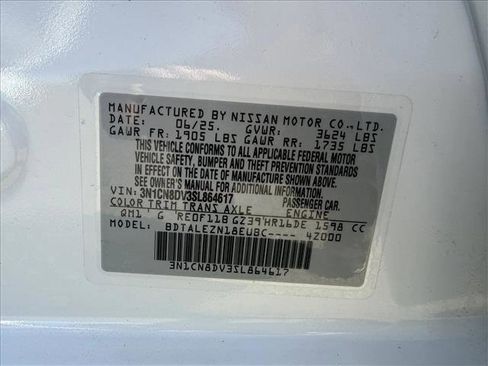 MANUFACTURED BY NISSAN MOTOR CO.,LTD.
DATE: 06/25. GVWR: 3624 LBS
GAWR FR: 1905 LBS GAWR RR: 1735 LBS
THIS VEHICLE CONFORMS TO ALL APPLICABLE FEDERAL MOTOR
VEHICLE SAFETY, BUMPER AND THEFT PREVENTION STANDARDS
IN EFFECT ON THE DATE OF MANUFACTURE SHOWN ABOVE.
SEE OWNER'S MANUAL FOR ADDITIONAL INFORMATION.
VIN: 3N1CN8DV3SL864617 PASSENGER CAR
COLOR TRIM TRANS AXLE ENGINE
QM1 G RE0F11B GZ39 HR16DE 1598 CC
MODEL: BDTALEZN18EUBC---- 42000
3N1CN8DV3SL864617